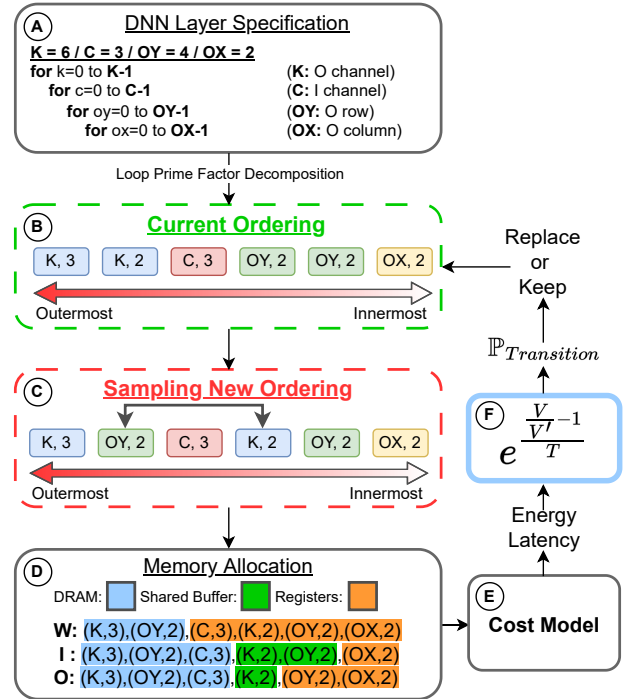 A
DNN Layer Specification
K = 6 / C = 3 / OY = 4 / OX = 2
for k=0 to K-1 (K: O channel)
for c=0 to C-1 (C: I channel)
for oy=0 to OY-1 (OY: O row)
for ox=0 to OX-1 (OX: O column)
Loop Prime Factor Decomposition
B
Current Ordering
K, 3 K, 2 C, 3 OY, 2 OY, 2 OX, 2
Outermost Innermost
C
Sampling New Ordering
K, 3 OY, 2 C, 3 K, 2 OY, 2 OX, 2
Outermost Innermost
D
Memory Allocation
DRAM: Shared Buffer: Registers:
W: (K,3),(OY,2),(C,3),(K,2),(OY,2),(OX,2)
I: (K,3),(OY,2),(C,3),(K,2),(OY,2),(OX,2)
O: (K,3),(OY,2),(C,3),(K,2),(OY,2),(OX,2)
E
Cost Model
Energy
Latency
F
e^{\frac{\frac{V}{V'}-1}{T}}
ℙ_{Transition}
Replace
or
Keep